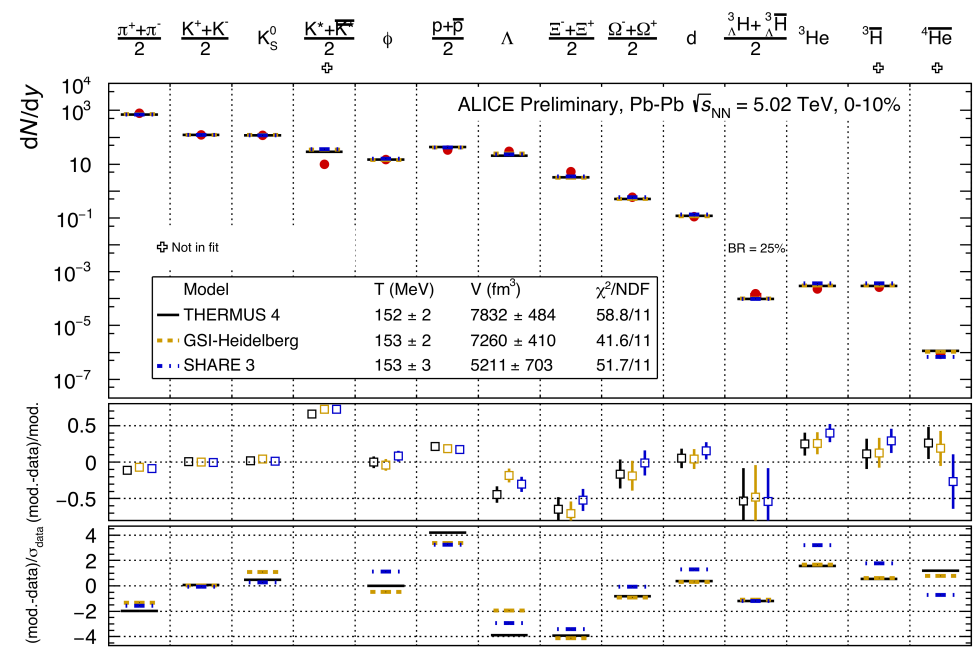 π⁺+π⁻ K⁺+K⁻ K*+K̅* p+p̅ Ξ⁻+Ξ⁺ Ω⁻+Ω⁺ ³ΛH+³ΛH̅
2 2 K⁰S 2 φ 2 Λ 2 2 d 2 ³He ³H̅ ⁴H̅e̅
dN/dy
10⁴
10³
10
10⁻¹
10⁻³
10⁻⁵
10⁻⁷
ALICE Preliminary, Pb-Pb √sNN = 5.02 TeV, 0-10%
Not in fit
BR = 25%
Model T (MeV) V (fm³) χ²/NDF
THERMUS 4 152 ± 2 7832 ± 484 58.8/11
GSI-Heidelberg 153 ± 2 7260 ± 410 41.6/11
SHARE 3 153 ± 3 5211 ± 703 51.7/11
(mod.-data)/mod.
0.5
0
−0.5
(mod.-data)/σdata
4
2
0
−2
−4